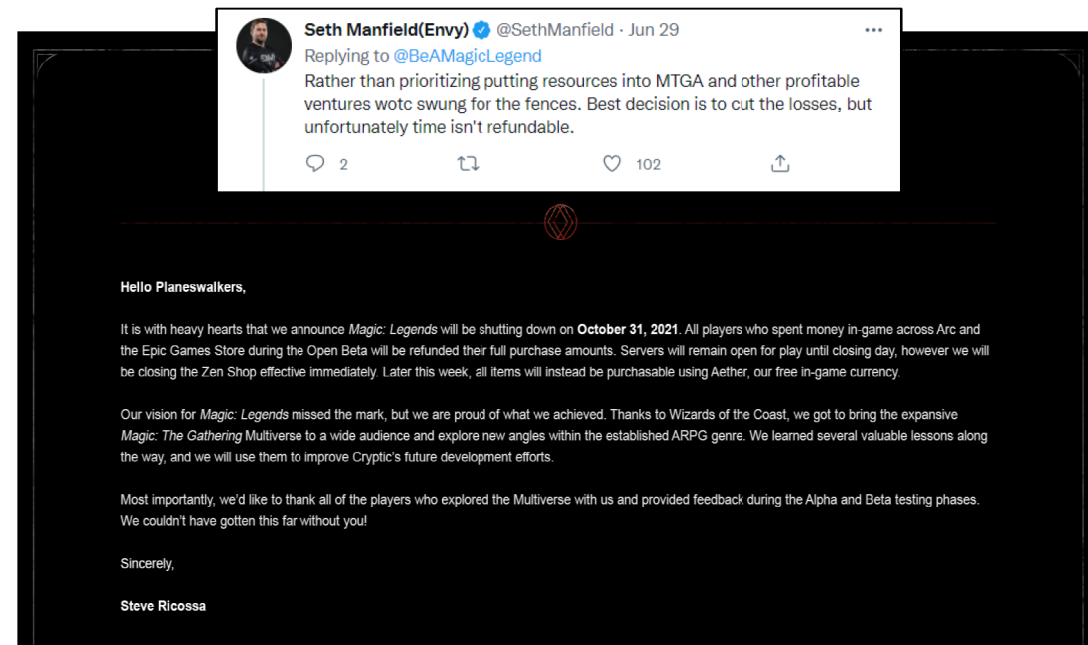 Seth Manfield(Envy) @SethManfield · Jun 29
Replying to @BeAMagicLegend
Rather than prioritizing putting resources into MTGA and other profitable
ventures wotc swung for the fences. Best decision is to cut the losses, but
unfortunately time isn't refundable.
2 102
Hello Planeswalkers,
It is with heavy hearts that we announce Magic: Legends will be shutting down on October 31, 2021. All players who spent money in-game across Arc and
the Epic Games Store during the Open Beta will be refunded their full purchase amounts. Servers will remain open for play until closing day, however we will
be closing the Zen Shop effective immediately. Later this week, all items will instead be purchasable using Aether, our free in-game currency.
Our vision for Magic: Legends missed the mark, but we are proud of what we achieved. Thanks to Wizards of the Coast, we got to bring the expansive
Magic: The Gathering Multiverse to a wide audience and explore new angles within the established ARPG genre. We learned several valuable lessons along
the way, and we will use them to improve Cryptic's future development efforts.
Most importantly, we'd like to thank all of the players who explored the Multiverse with us and provided feedback during the Alpha and Beta testing phases.
We couldn't have gotten this far without you!
Sincerely,
Steve Ricossa